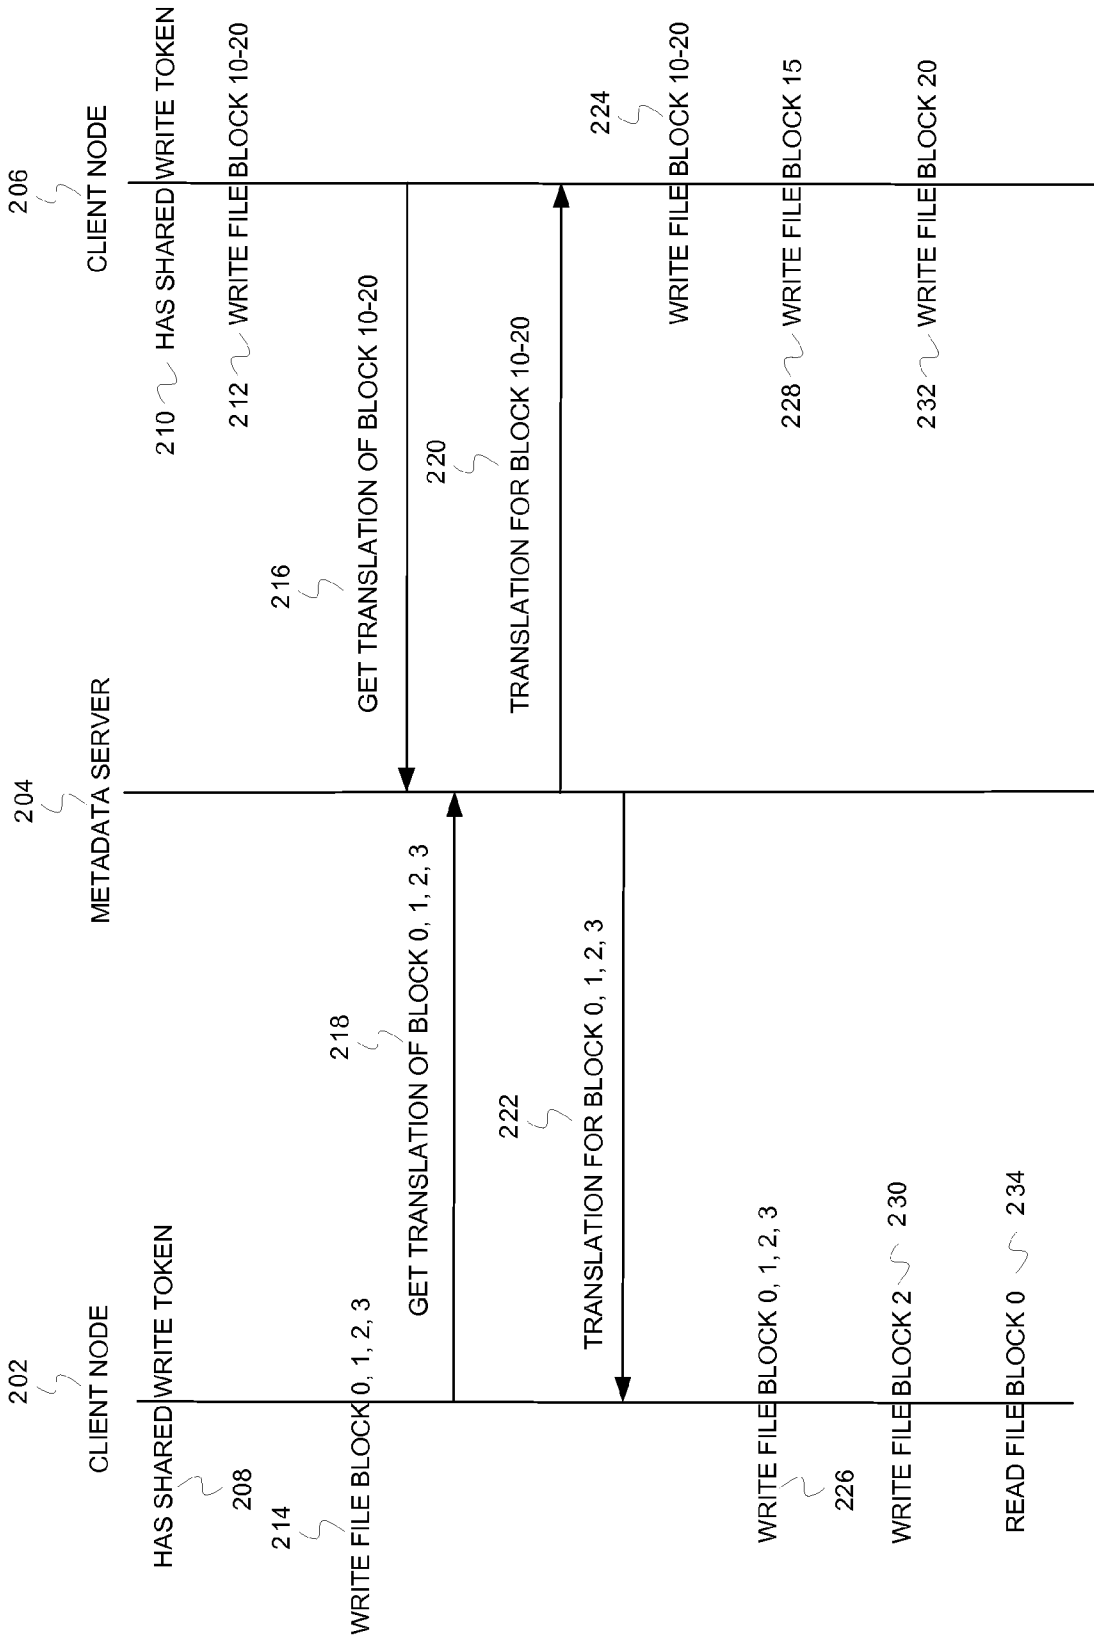 202
CLIENT NODE
204
METADATA SERVER
206
CLIENT NODE
HAS SHARED WRITE TOKEN
208
210
HAS SHARED WRITE TOKEN
212
WRITE FILE BLOCK 10-20
214
WRITE FILE BLOCK 0, 1, 2, 3
216
GET TRANSLATION OF BLOCK 10-20
218
GET TRANSLATION OF BLOCK 0, 1, 2, 3
220
TRANSLATION FOR BLOCK 10-20
222
TRANSLATION FOR BLOCK 0, 1, 2, 3
224
WRITE FILE BLOCK 10-20
WRITE FILE BLOCK 0, 1, 2, 3
226
228
WRITE FILE BLOCK 15
WRITE FILE BLOCK 2
230
232
WRITE FILE BLOCK 20
READ FILE BLOCK 0
234